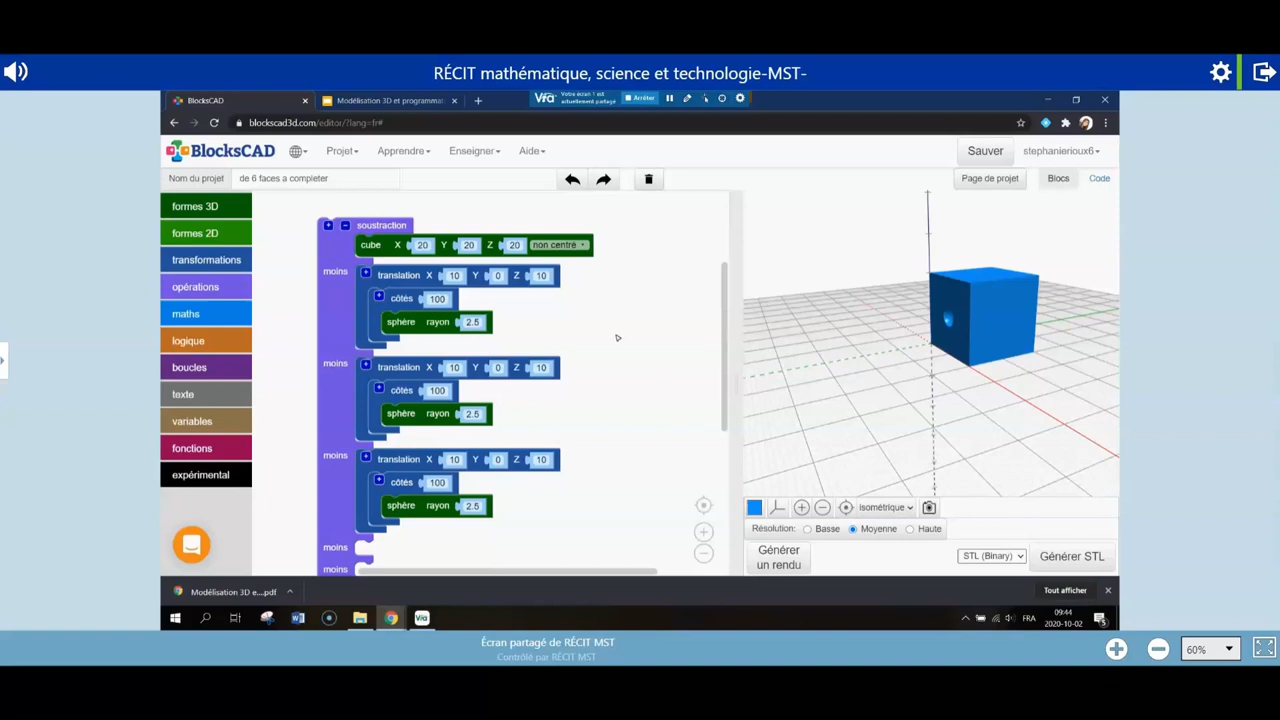 RÉCIT mathématique, science et technologie-MST-
BlocksCAD
Modélisation 3D et programmat
Via
Votre écran 1 est
actuellement partagé
Arrêter
blockscad3d.com/editor/?lang=fr#
BlocksCAD
Projet
Apprendre
Enseigner
Aide
Sauver
stephanierioux6
Nom du projet
de 6 faces a completer
Page de projet
Blocs
Code
formes 3D
formes 2D
transformations
opérations
maths
logique
boucles
texte
variables
fonctions
expérimental
soustraction
cube X 20 Y 20 Z 20 non centré
moins translation X 10 Y 0 Z 10
côtés 100
sphère rayon 2.5
moins translation X 10 Y 0 Z 10
côtés 100
sphère rayon 2.5
moins translation X 10 Y 0 Z 10
côtés 100
sphère rayon 2.5
moins
moins
isométrique
Résolution: Basse Moyenne Haute
Générer
un rendu
STL (Binary)
Générer STL
Modélisation 3D e....pdf
Tout afficher
Via
FRA
09:44
2020-10-02
5
Écran partagé de RÉCIT MST
Contrôlé par RÉCIT MST
60%